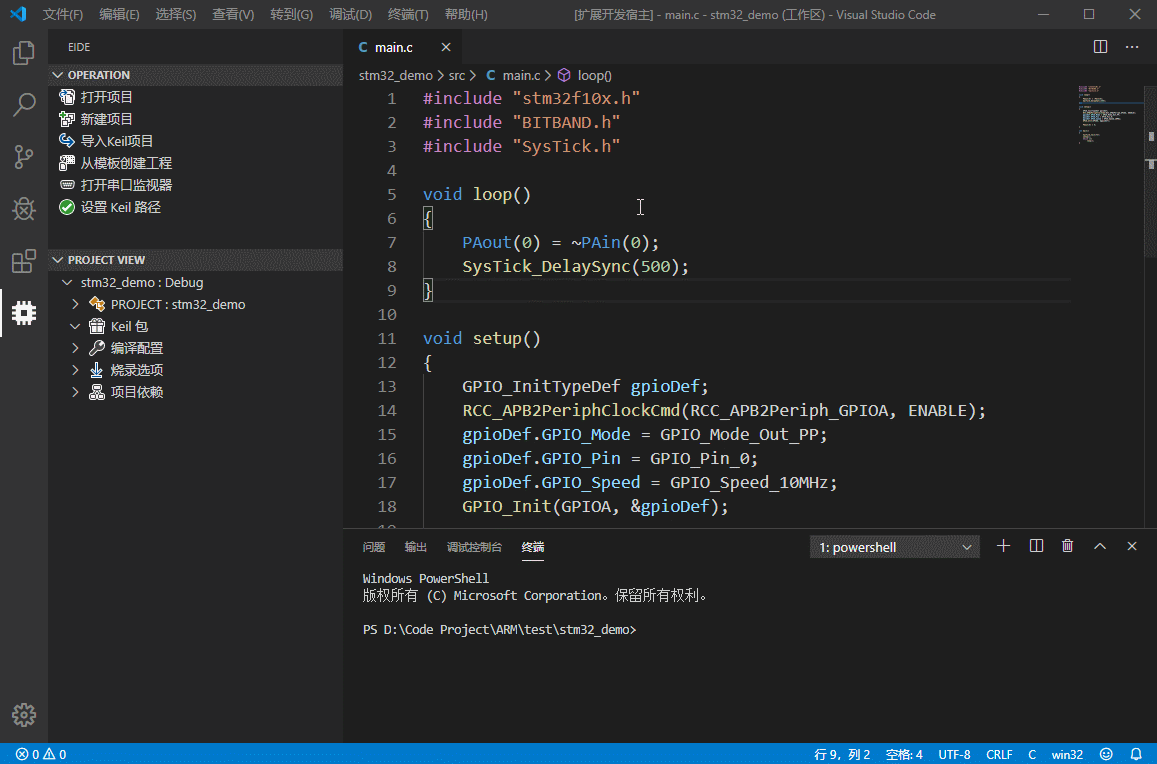 文件(F) 编辑(E) 选择(S) 查看(V) 转到(G) 调试(D) 终端(T) 帮助(H) [扩展开发宿主] - main.c - stm32_demo (工作区) - Visual Studio Code
EIDE
OPERATION
打开项目
新建项目
导入Keil项目
从模板创建工程
打开串口监视器
设置 Keil 路径
PROJECT VIEW
stm32_demo : Debug
PROJECT : stm32_demo
Keil 包
编译配置
烧录选项
项目依赖
C main.c
stm32_demo > src > C main.c > loop()
1 #include "stm32f10x.h"
2 #include "BITBAND.h"
3 #include "SysTick.h"
4
5 void loop()
6 {
7 PAout(0) = ~PAin(0);
8 SysTick_DelaySync(500);
9 }
10
11 void setup()
12 {
13 GPIO_InitTypeDef gpioDef;
14 RCC_APB2PeriphClockCmd(RCC_APB2Periph_GPIOA, ENABLE);
15 gpioDef.GPIO_Mode = GPIO_Mode_Out_PP;
16 gpioDef.GPIO_Pin = GPIO_Pin_0;
17 gpioDef.GPIO_Speed = GPIO_Speed_10MHz;
18 GPIO_Init(GPIOA, &gpioDef);
问题 输出 调试控制台 终端 1: powershell
Windows PowerShell
版权所有 (C) Microsoft Corporation。保留所有权利。
PS D:\Code Project\ARM\test\stm32_demo>
0 0 行 9，列 2 空格: 4 UTF-8 CRLF C win32